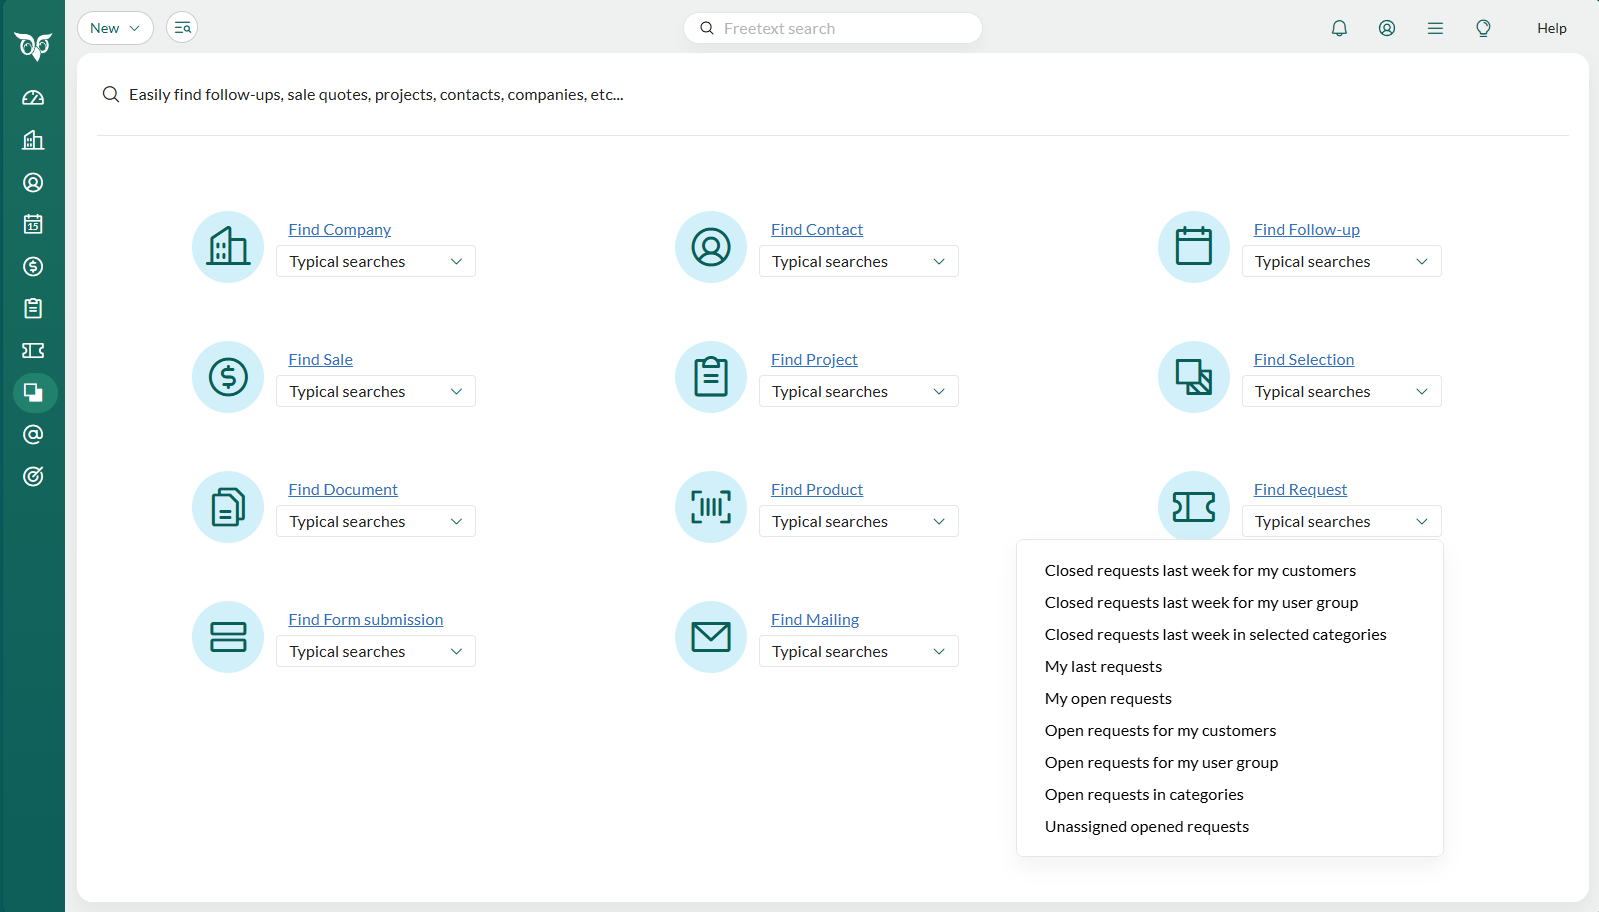 New
Freetext search
Help
15
Easily find follow-ups, sale quotes, projects, contacts, companies, etc...
Find Company
Typical searches
Find Contact
Typical searches
Find Follow-up
Typical searches
Find Sale
Typical searches
Find Project
Typical searches
Find Selection
Typical searches
Find Document
Typical searches
Find Product
Typical searches
Find Request
Typical searches
Find Form submission
Typical searches
Find Mailing
Typical searches
Closed requests last week for my customers
Closed requests last week for my user group
Closed requests last week in selected categories
My last requests
My open requests
Open requests for my customers
Open requests for my user group
Open requests in categories
Unassigned opened requests